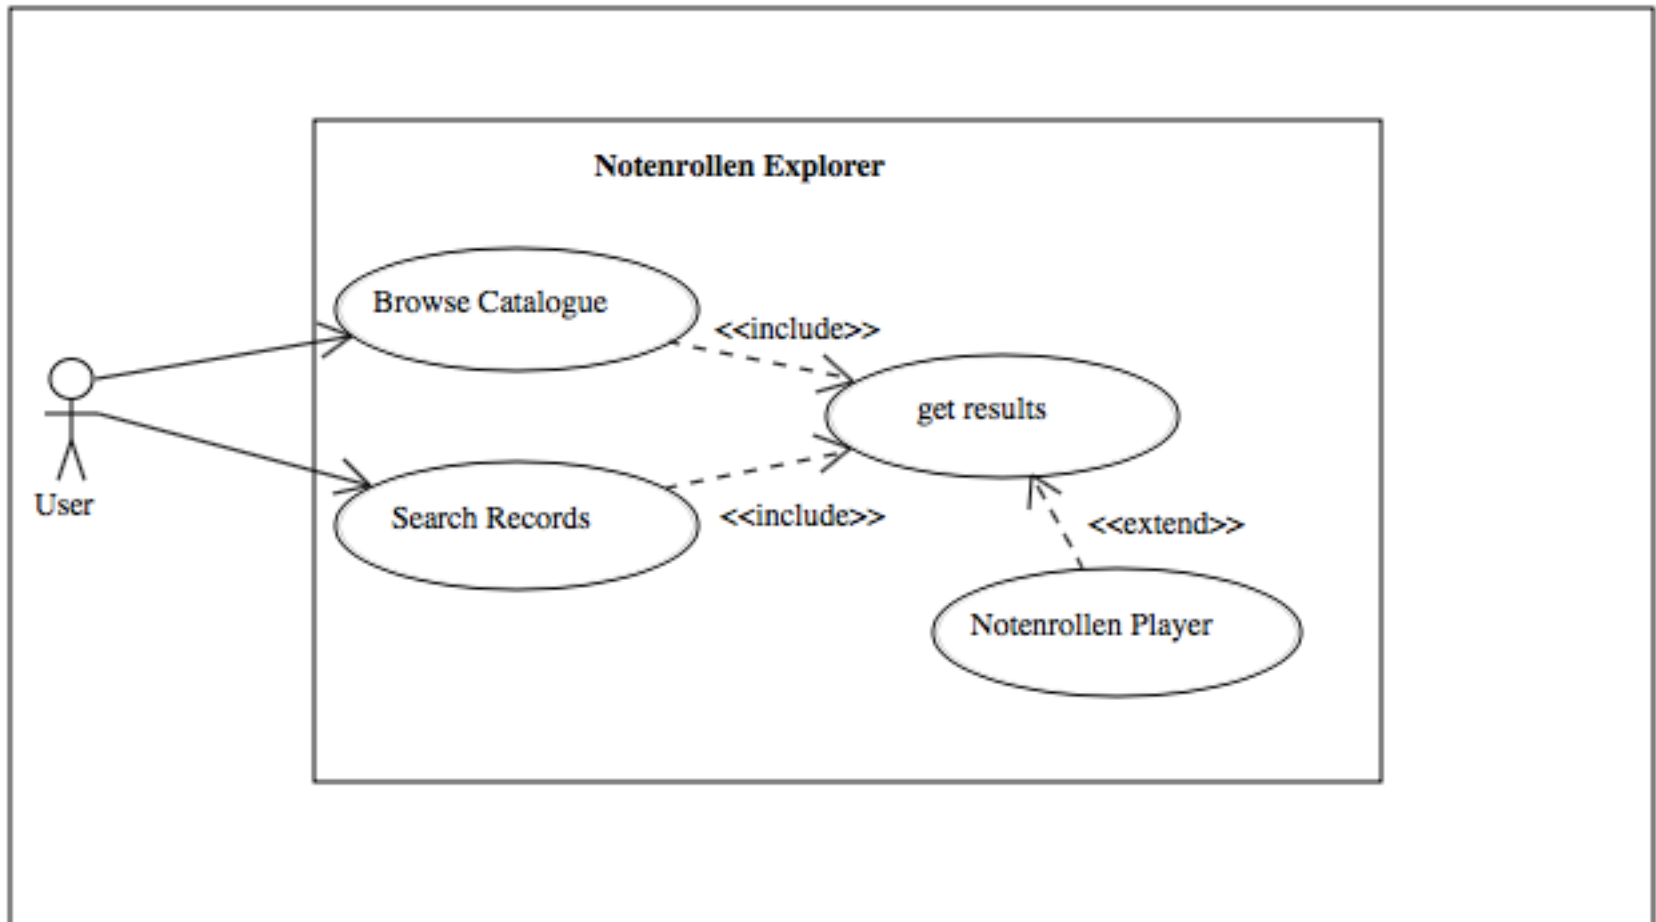 Notenrollen Explorer
Browse Catalogue
<<include>>
get results
User
Search Records
<<include>>
<<extend>>
Notenrollen Player